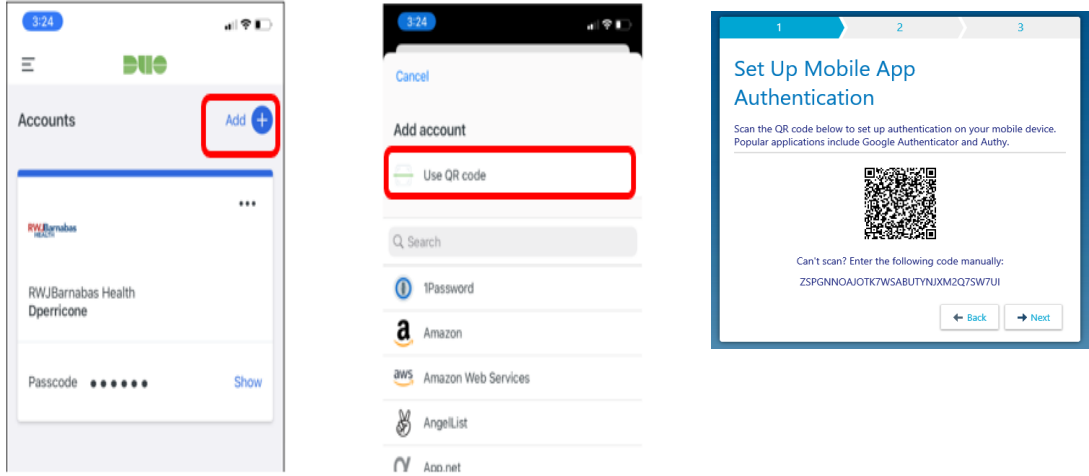 3:24
DUO
Accounts
Add
RWJBarnabas
HEALTH
RWJBarnabas Health
Dperricone
Passcode
Show
3:24
Cancel
Add account
Use QR code
Search
1Password
a
Amazon
aws
Amazon Web Services
AngelList
App.net
1 2 3
Set Up Mobile App
Authentication
Scan the QR code below to set up authentication on your mobile device.
Popular applications include Google Authenticator and Authy.
Can't scan? Enter the following code manually:
ZSPGNNOAJOTK7WSABUTYNJXM2Q7SW7UI
Back Next